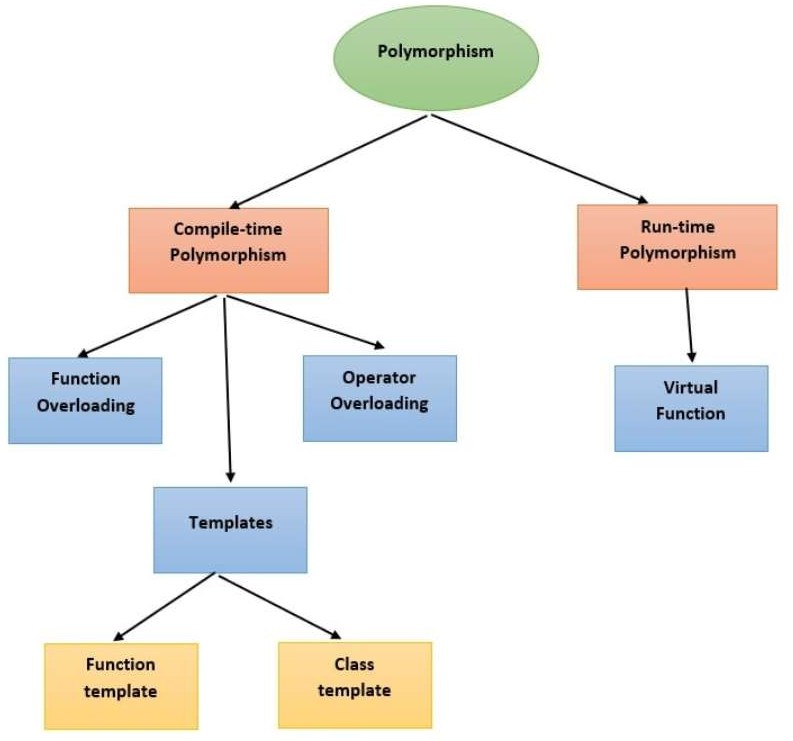 Polymorphism
Compile-time
Polymorphism
Run-time
Polymorphism
Function
Overloading
Operator
Overloading
Virtual
Function
Templates
Function
template
Class
template